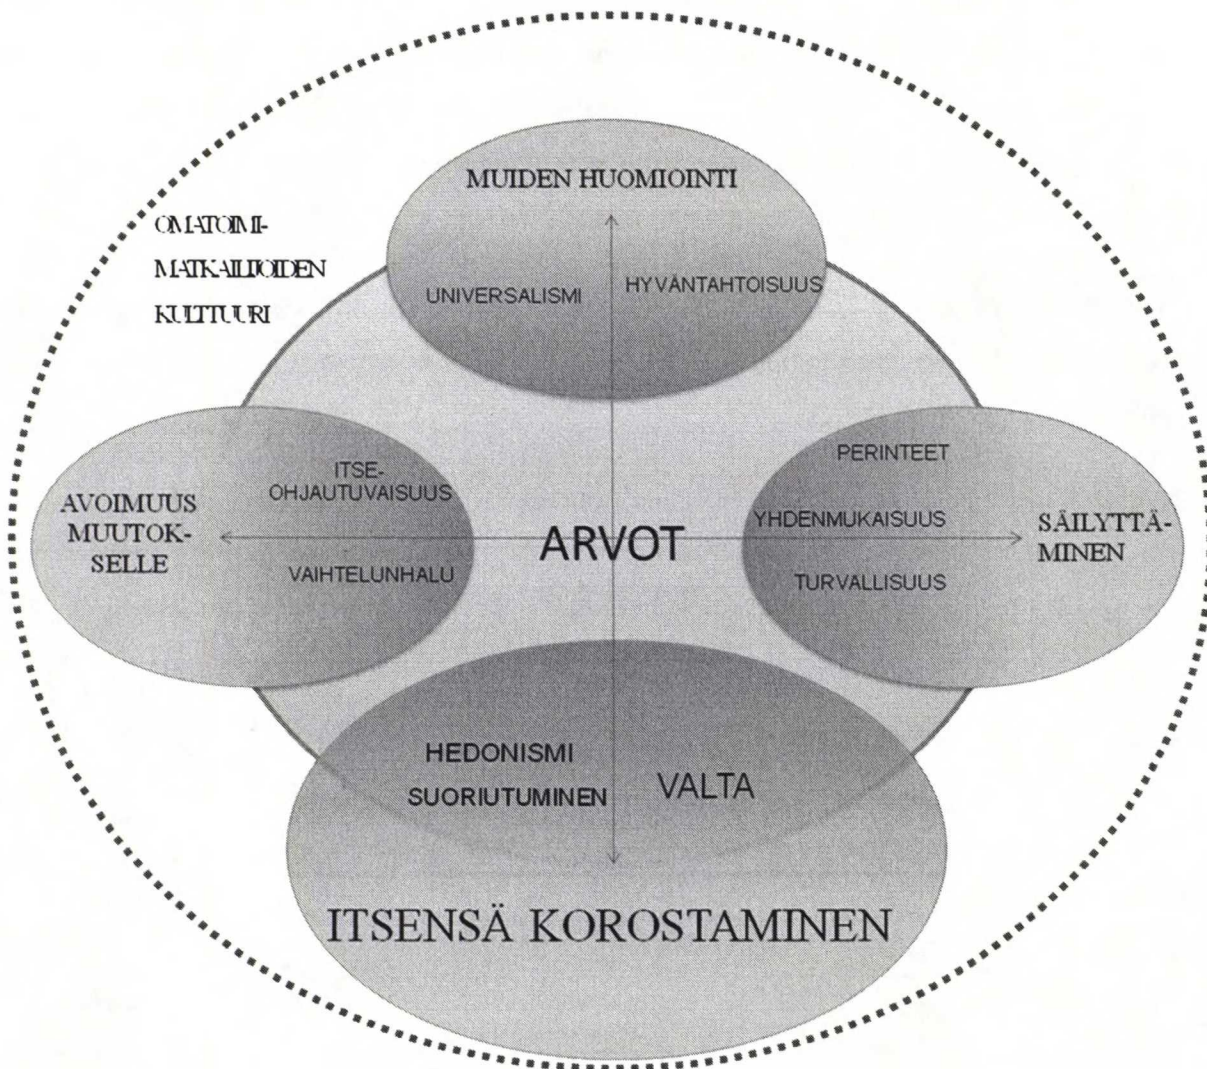 MUIDEN HUOMIOINTI
OMATOIMI-
MATKAILIJOIDEN
KULTTUURI
UNIVERSALISMI
HYVÄNTAHTOISUUS
AVOIMUUS
MUUTOK-
SELLE
ITSE-
OHJAUTUVAISUUS
VAIHTELUNHALU
ARVOT
PERINTEET
YHDENMUKAISUUS
TURVALLISUUS
SÄILYTTÄ-
MINEN
HEDONISMI
SUORIUTUMINEN
VALTA
ITSENSÄ KOROSTAMINEN